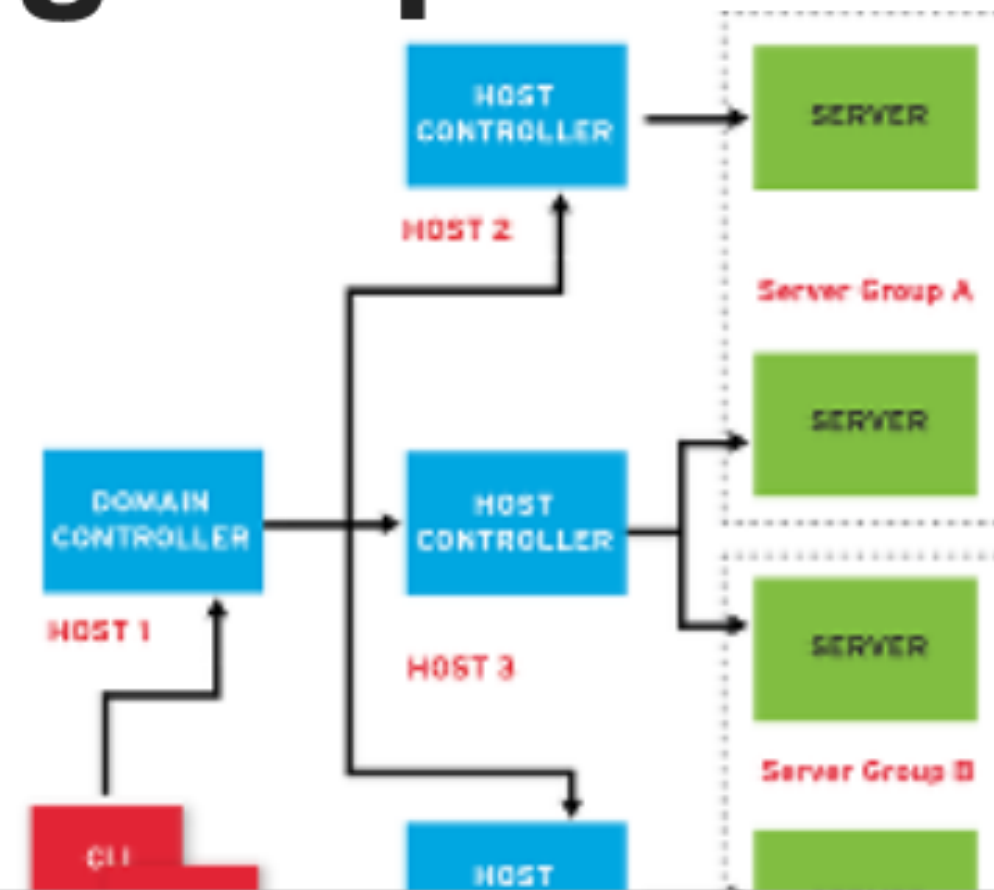 HOST
CONTROLLER
SERVER
HOST 2
Server Group A
SERVER
DOMAIN
CONTROLLER
HOST
CONTROLLER
HOST 1
HOST 3
SERVER
Server Group B
CLI
HOST